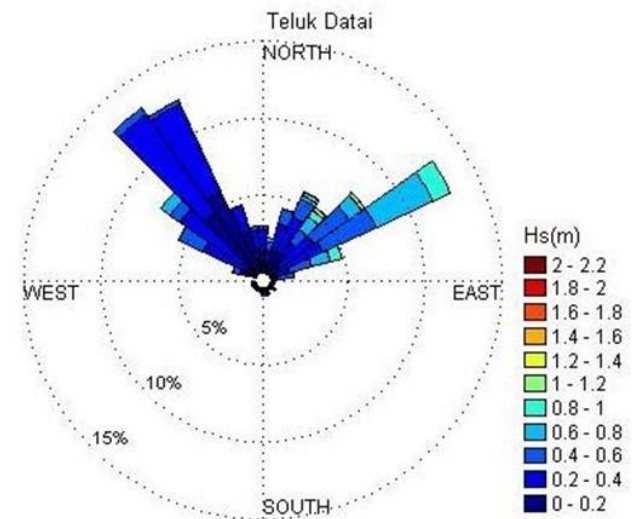 Teluk Datai
NORTH
WEST
EAST
5%
10%
15%
SOUTH
Hs(m)
2 - 2.2
1.8 - 2
1.6 - 1.8
1.4 - 1.6
1.2 - 1.4
1 - 1.2
0.8 - 1
0.6 - 0.8
0.4 - 0.6
0.2 - 0.4
0 - 0.2